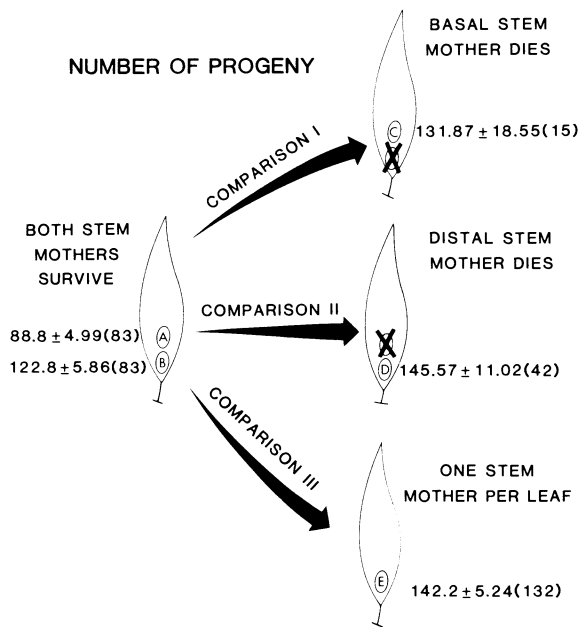 NUMBER OF PROGENY
BASAL STEM
MOTHER DIES
C
131.87 ± 18.55(15)
COMPARISON I
BOTH STEM
MOTHERS
SURVIVE
88.8 ± 4.99(83)
A
122.8 ± 5.86(83)
B
COMPARISON II
DISTAL STEM
MOTHER DIES
D
145.57 ± 11.02(42)
COMPARISON III
ONE STEM
MOTHER PER LEAF
E
142.2 ± 5.24(132)